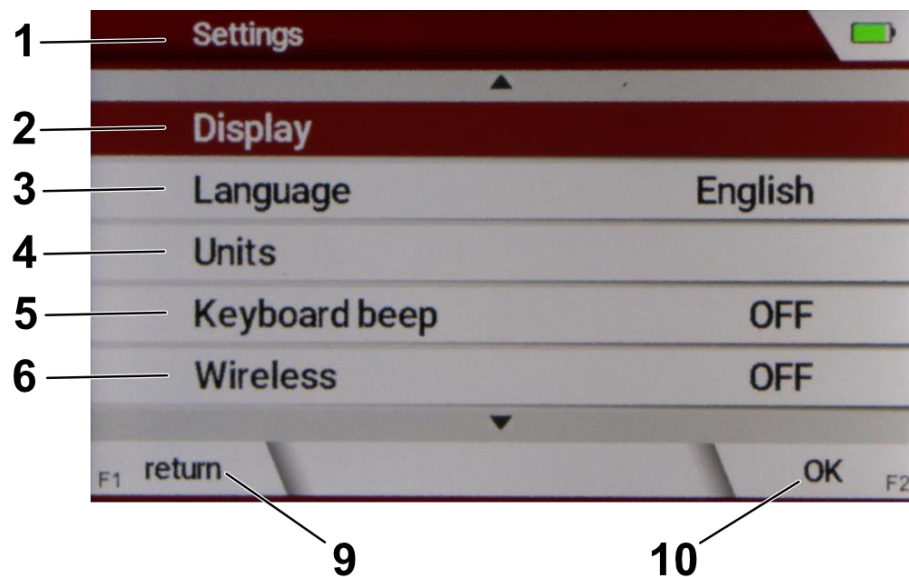 1 Settings
2 Display
3 Language English
4 Units
5 Keyboard beep OFF
6 Wireless OFF
F1 return OK F2
9 10